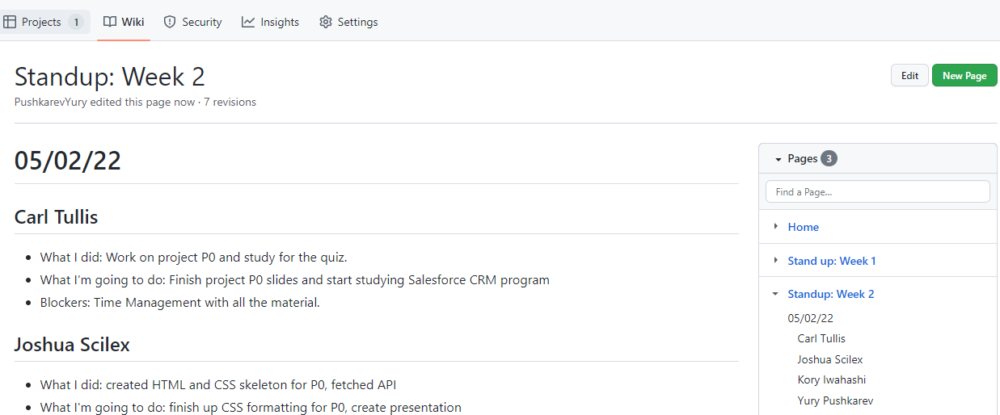 Projects 1 Wiki Security Insights Settings
Standup: Week 2
Edit New Page
PushkarevYury edited this page now · 7 revisions
05/02/22
Carl Tullis
What I did: Work on project P0 and study for the quiz.
What I'm going to do: Finish project P0 slides and start studying Salesforce CRM program
Blockers: Time Management with all the material.
Joshua Scilex
What I did: created HTML and CSS skeleton for P0, fetched API
What I'm going to do: finish up CSS formatting for P0, create presentation
Pages 3
Find a Page...
Home
Stand up: Week 1
Standup: Week 2
05/02/22
Carl Tullis
Joshua Scilex
Kory Iwahashi
Yury Pushkarev